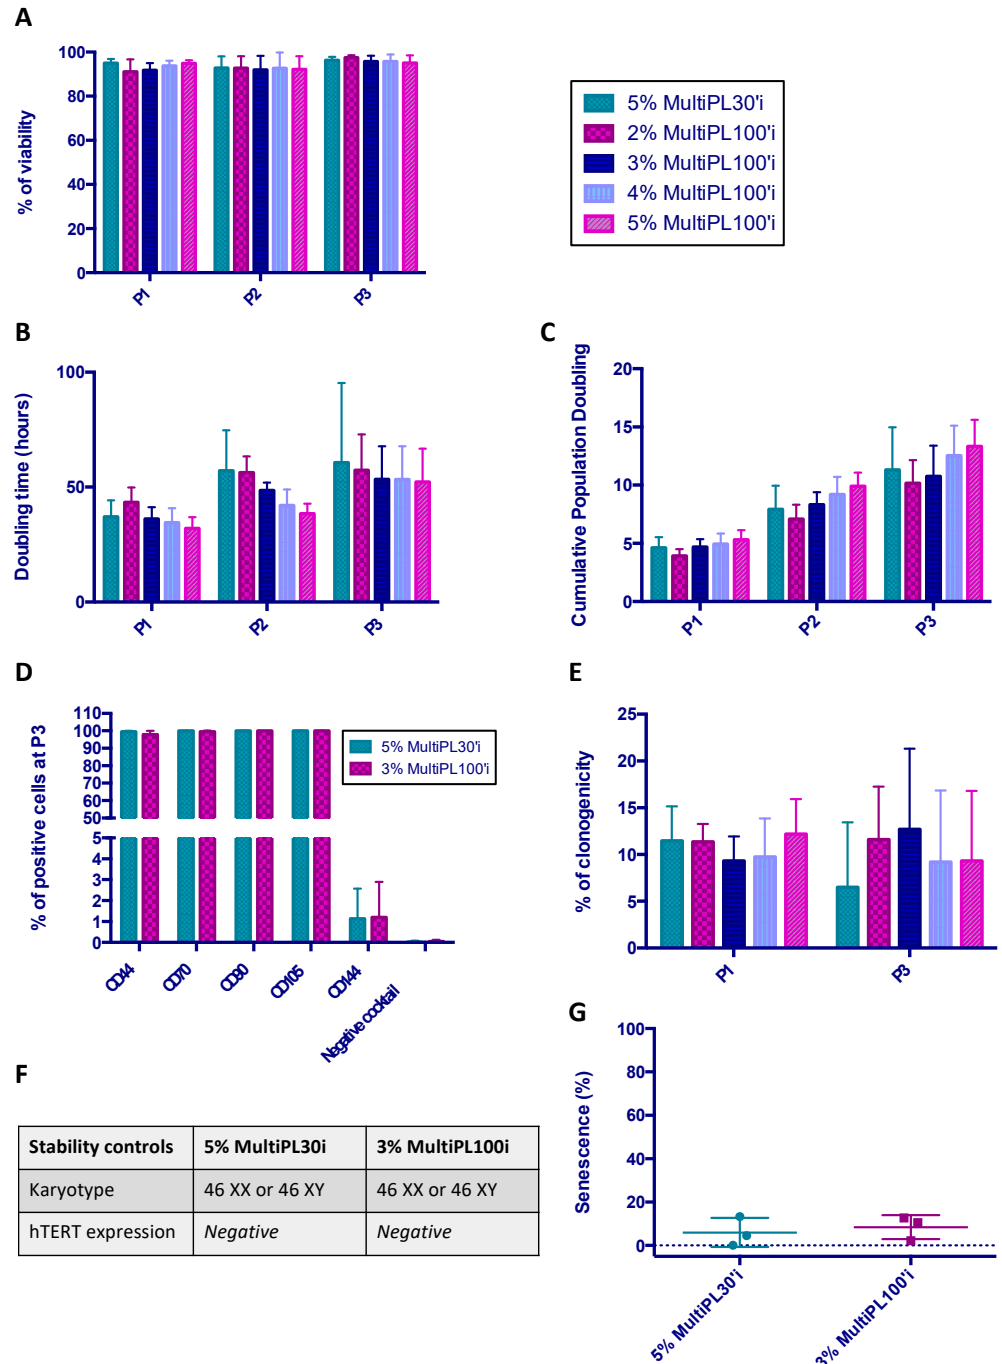 A
% of viability
100
80
60
40
20
0
P1
P2
P3
5% MultiPL30'i
2% MultiPL100'i
3% MultiPL100'i
4% MultiPL100'i
5% MultiPL100'i
B
Doubling time (hours)
100
50
0
P1
P2
P3
C
Cumulative Population Doubling
20
15
10
5
0
P1
P2
P3
D
% of positive cells at P3
110
100
90
80
70
60
50
5
4
3
2
1
0
CD44
CD70
CD90
CD105
CD144
Negative cocktail
5% MultiPL30'i
3% MultiPL100'i
E
% of clonogenicity
25
20
15
10
5
0
P1
P3
F
Stability controls 5% MultiPL30i 3% MultiPL100i
Karyotype 46 XX or 46 XY 46 XX or 46 XY
hTERT expression Negative Negative
G
Senescence (%)
100
80
60
40
20
0
5% MultiPL30'i
3% MultiPL100'i